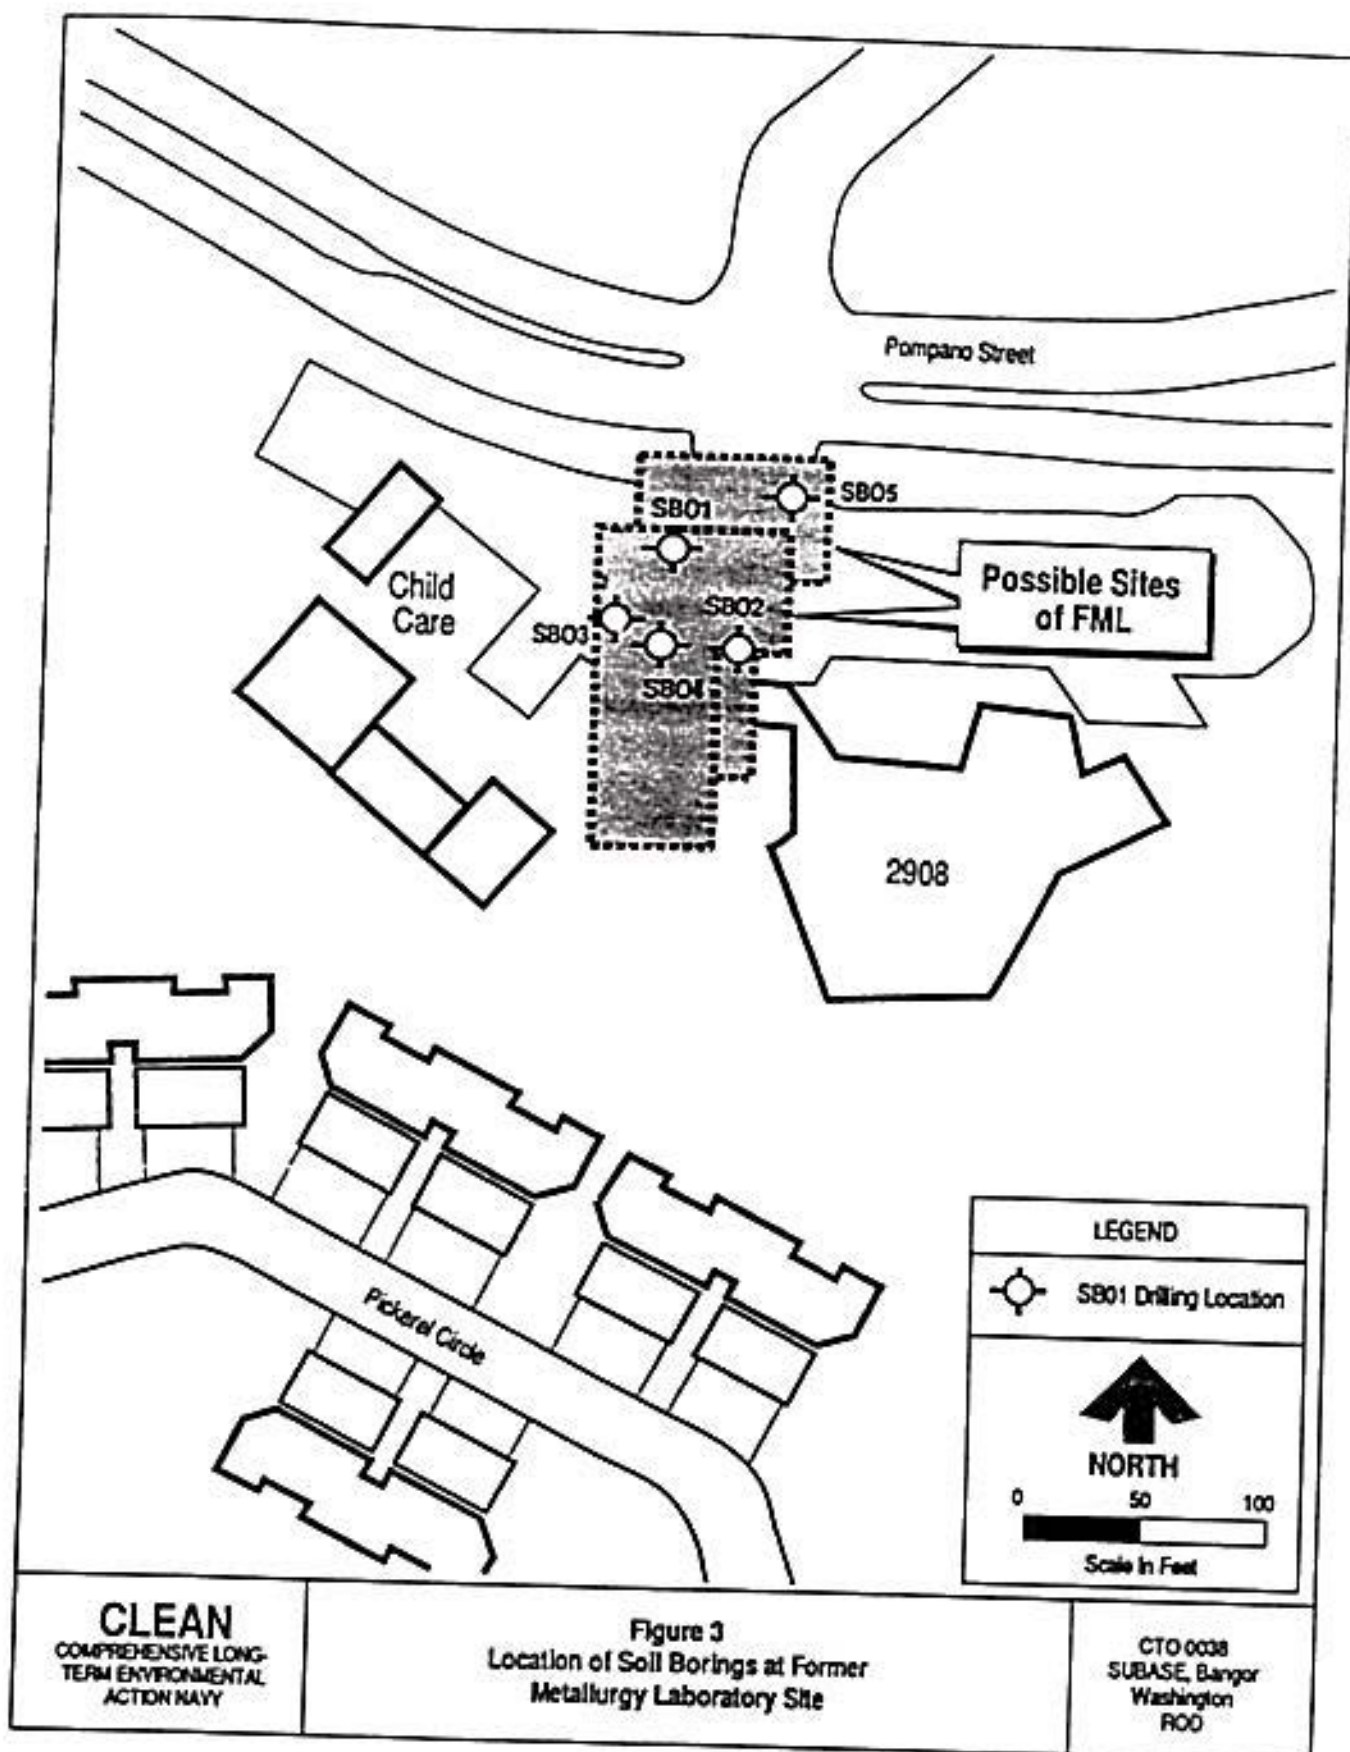 Pompano Street
SB05
SB01
Possible Sites
of FML
Child
Care
SB02
SB03
SB04
2908
Pickerel Circle
LEGEND
SB01 Drilling Location
NORTH
0 50 100
Scale In Feet
CLEAN
COMPREHENSIVE LONG-
TERM ENVIRONMENTAL
ACTION NAVY
Figure 3
Location of Soil Borings at Former
Metallurgy Laboratory Site
CTO 0038
SUBASE, Bangor
Washington
ROD